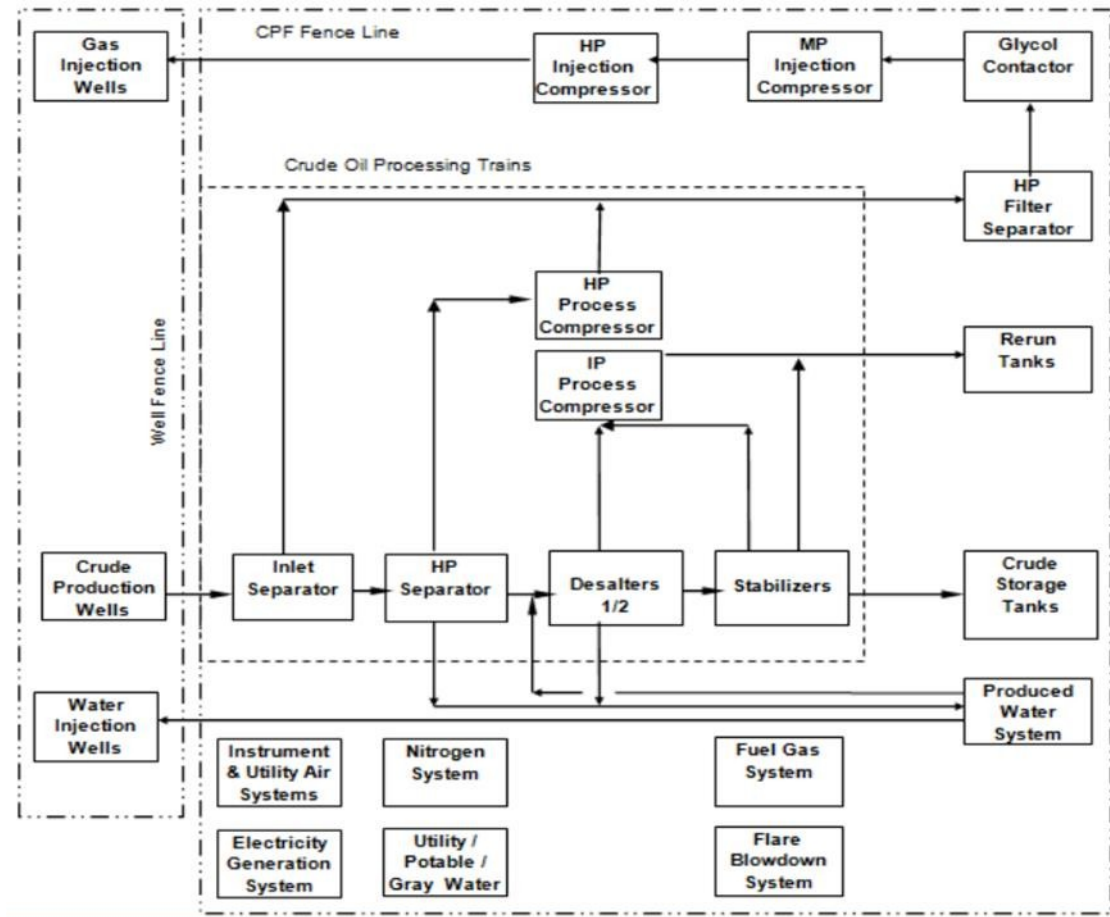 CPF Fence Line
Gas
Injection
Wells
HP
Injection
Compressor
MP
Injection
Compressor
Glycol
Contactor
Crude Oil Processing Trains
HP
Filter
Separator
HP
Process
Compressor
Well Fence Line
IP
Process
Compressor
Rerun
Tanks
Crude
Production
Wells
Inlet
Separator
HP
Separator
Desalters
1/2
Stabilizers
Crude
Storage
Tanks
Water
Injection
Wells
Produced
Water
System
Instrument
& Utility Air
Systems
Nitrogen
System
Fuel Gas
System
Electricity
Generation
System
Utility /
Potable /
Gray Water
Flare
Blowdown
System